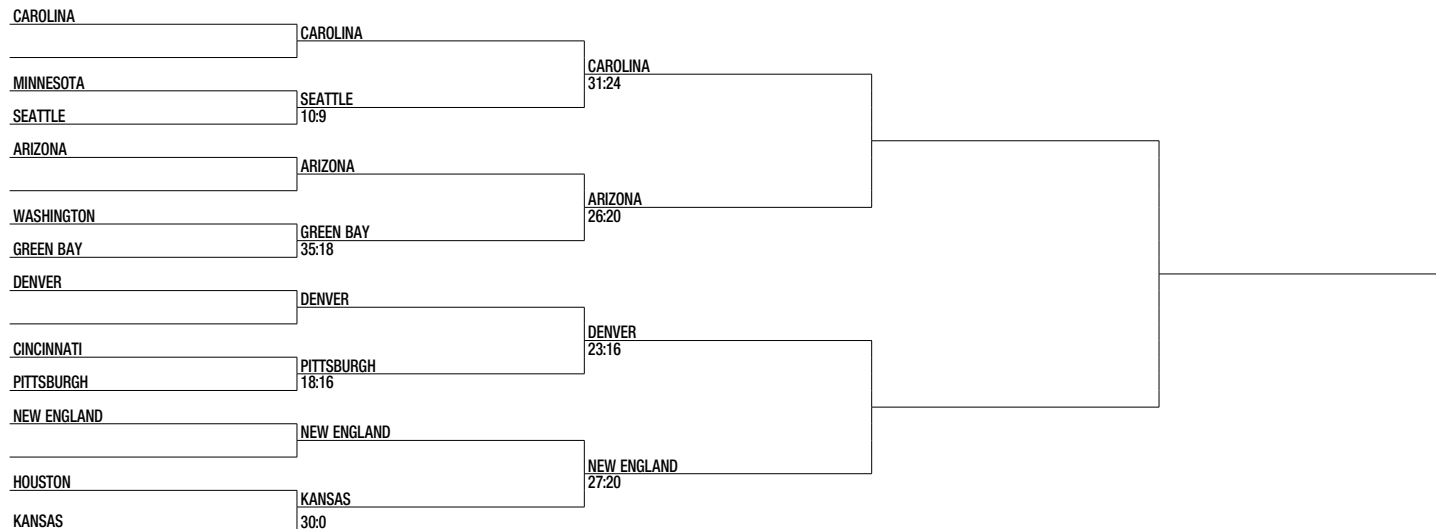 CAROLINA
CAROLINA
CAROLINA
31:24
MINNESOTA
SEATTLE
10:9
SEATTLE
ARIZONA
ARIZONA
ARIZONA
26:20
WASHINGTON
GREEN BAY
35:18
GREEN BAY
DENVER
DENVER
DENVER
23:16
CINCINNATI
PITTSBURGH
18:16
PITTSBURGH
NEW ENGLAND
NEW ENGLAND
NEW ENGLAND
27:20
HOUSTON
KANSAS
30:0
KANSAS